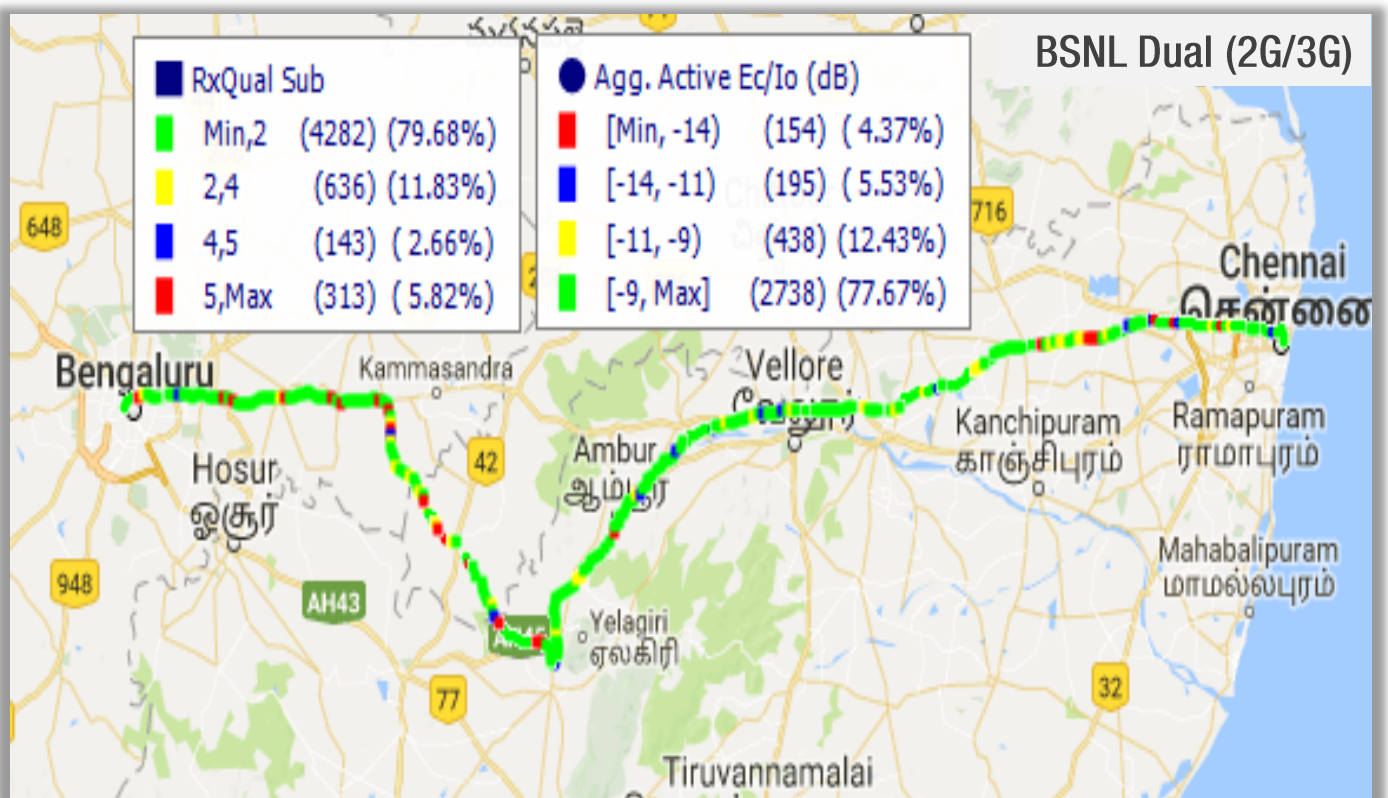 BSNL Dual (2G/3G)
RxQual Sub
Min,2 (4282) (79.68%)
2,4 (636) (11.83%)
4,5 (143) ( 2.66%)
5,Max (313) ( 5.82%)
Agg. Active Ec/Io (dB)
[Min, -14) (154) ( 4.37%)
[-14, -11) (195) ( 5.53%)
[-11, -9) (438) (12.43%)
[-9, Max] (2738) (77.67%)
648
716
Chennai
சென்னை
Bengaluru
Kammasandra
Vellore
வேலூர்
Kanchipuram
காஞ்சிபுரம்
Ramapuram
ராமாபுரம்
Ambur
ஆம்பூர்
42
Hosur
ஓசூர்
Mahabalipuram
மாமல்லபுரம்
948
AH43
Yelagiri
ஏலகிரி
77
32
Tiruvannamalai